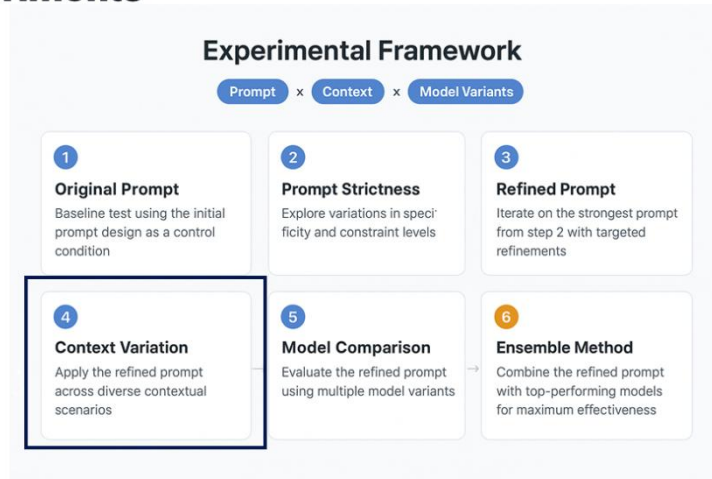 Experimental Framework
Prompt x Context x Model Variants
1
Original Prompt
Baseline test using the initial
prompt design as a control
condition
2
Prompt Strictness
Explore variations in speci-
ficity and constraint levels
3
Refined Prompt
Iterate on the strongest prompt
from step 2 with targeted
refinements
4
Context Variation
Apply the refined prompt
across diverse contextual
scenarios
5
Model Comparison
Evaluate the refined prompt
using multiple model variants
6
Ensemble Method
Combine the refined prompt
with top-performing models
for maximum effectiveness